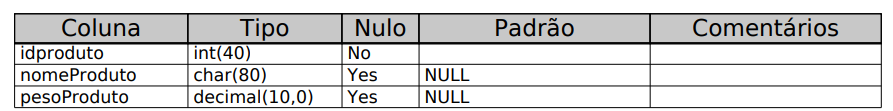 Coluna Tipo Nulo Padrão Comentários
idproduto int(40) No
nomeProduto char(80) Yes NULL
pesoProduto decimal(10,0) Yes NULL